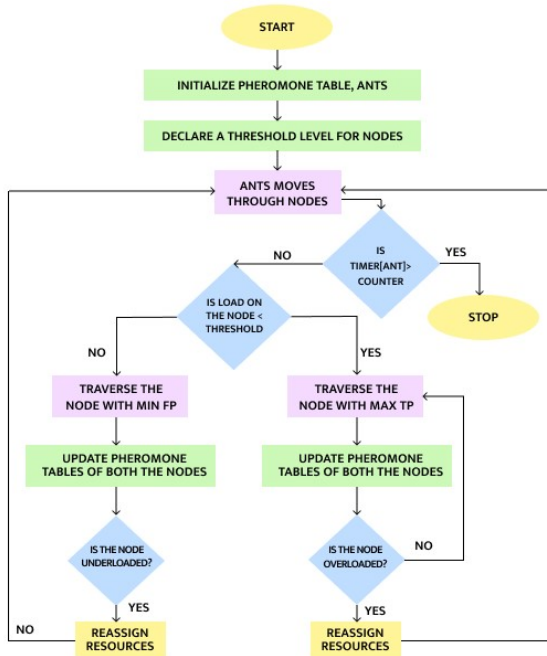 START
INITIALIZE PHEROMONE TABLE, ANTS
DECLARE A THRESHOLD LEVEL FOR NODES
ANTS MOVES
THROUGH NODES
IS
TIMER[ANT]>
COUNTER
NO
YES
STOP
IS LOAD ON
THE NODE <
THRESHOLD
NO
YES
TRAVERSE THE
NODE WITH MIN FP
TRAVERSE THE
NODE WITH MAX TP
UPDATE PHEROMONE
TABLES OF BOTH THE NODES
UPDATE PHEROMONE
TABLES OF BOTH THE NODES
IS THE NODE
UNDERLOADED?
IS THE NODE
OVERLOADED?
NO
YES
YES
NO
REASSIGN
RESOURCES
REASSIGN
RESOURCES